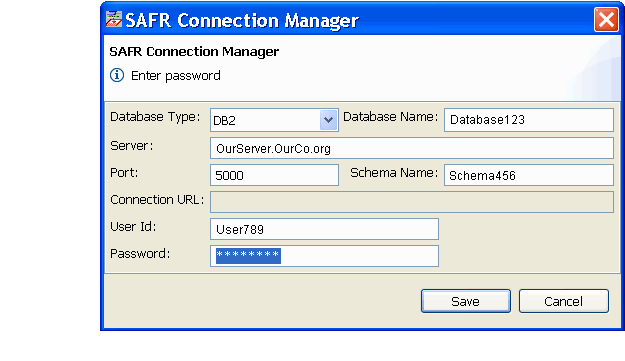 SAFR Connection Manager
SAFR Connection Manager
Enter password
Database Type: DB2 Database Name: Database123
Server: OurServer.OurCo.org
Port: 5000 Schema Name: Schema456
Connection URL:
User Id: User789
Password: ********
Save Cancel